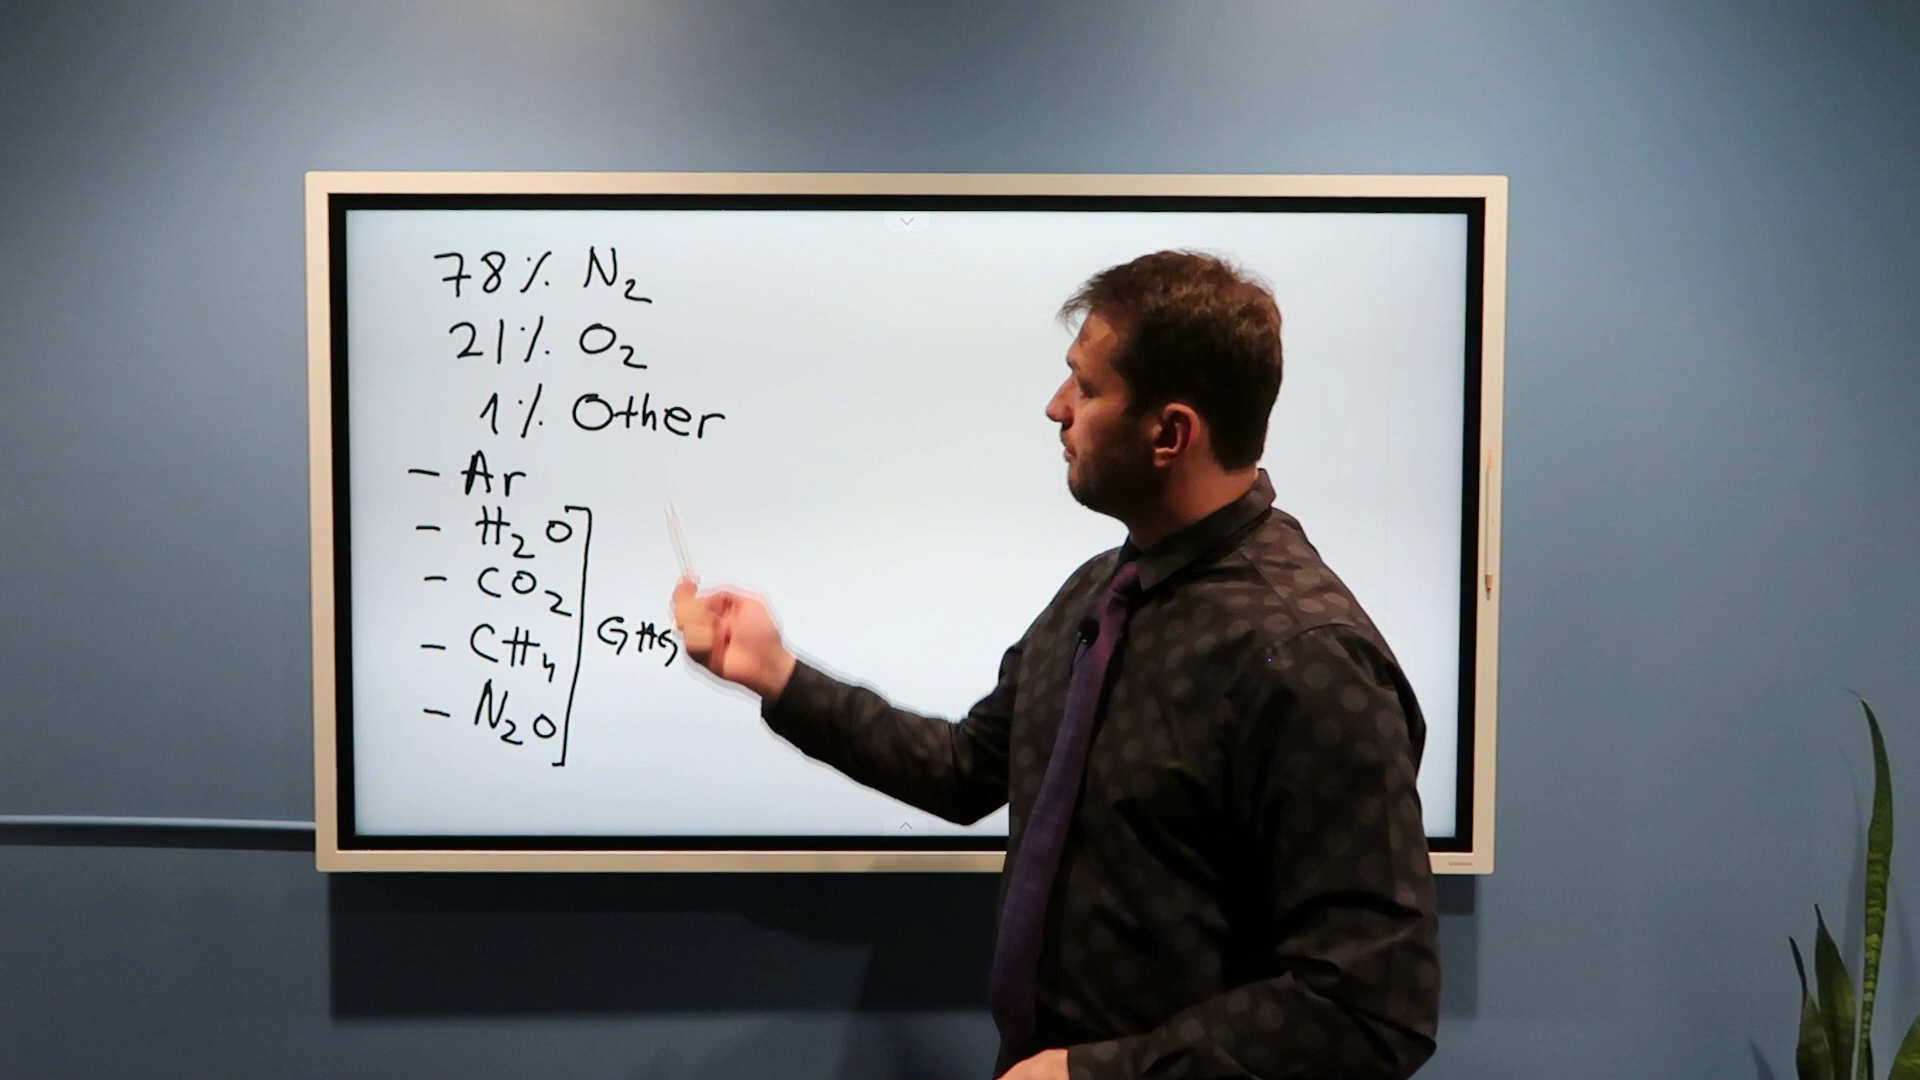 78% N₂
21% O₂
1% Other
- Ar
- H₂O
- CO₂
- CH₄
- N₂O
GHG